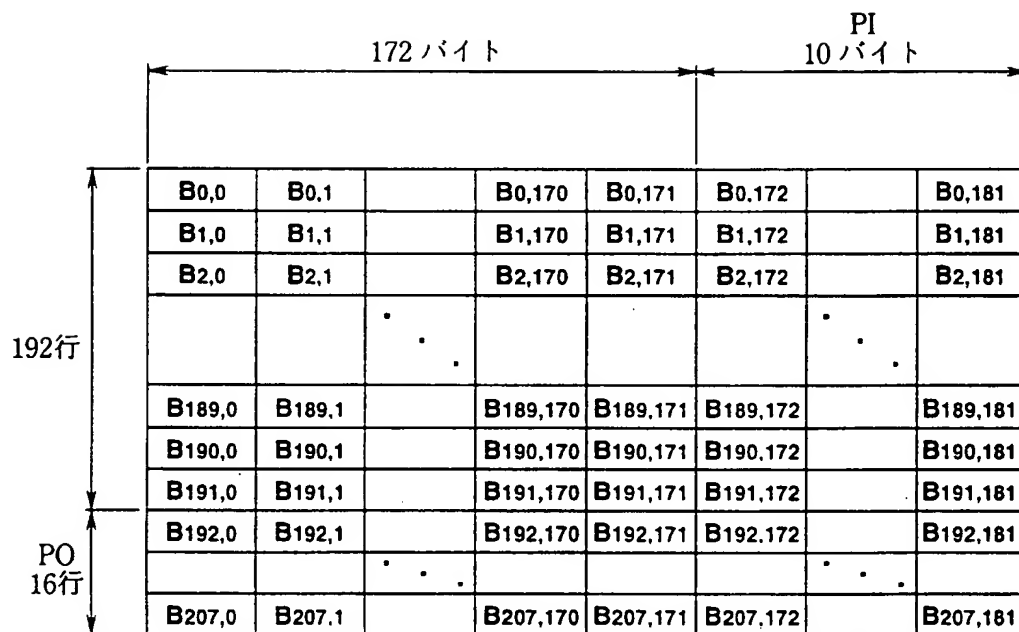 PI
172 バイト 10 バイト
B0,0 B0,1 B0,170 B0,171 B0,172 B0,181
B1,0 B1,1 B1,170 B1,171 B1,172 B1,181
B2,0 B2,1 B2,170 B2,171 B2,172 B2,181
192行
B189,0 B189,1 B189,170 B189,171 B189,172 B189,181
B190,0 B190,1 B190,170 B190,171 B190,172 B190,181
B191,0 B191,1 B191,170 B191,171 B191,172 B191,181
B192,0 B192,1 B192,170 B192,171 B192,172 B192,181
PO
16行
B207,0 B207,1 B207,170 B207,171 B207,172 B207,181